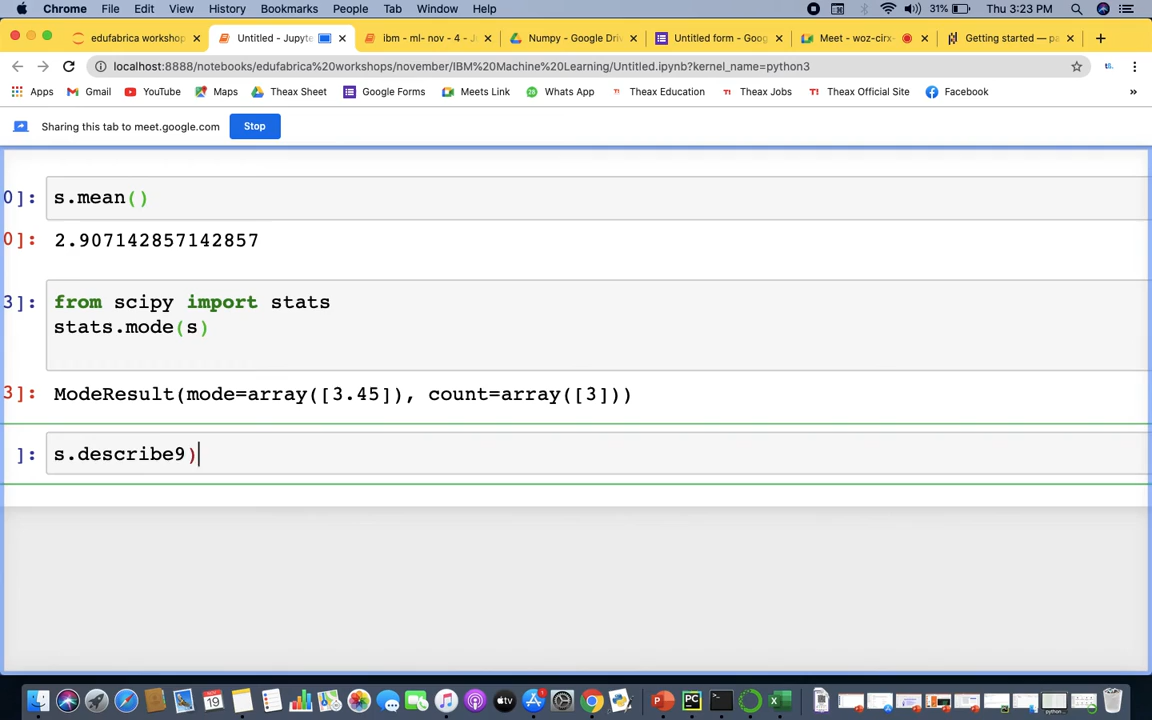 Chrome File Edit View History Bookmarks People Tab Window Help 31% Thu 3:23 PM
edufabrica workshop Untitled - Jupyte ibm - ml- nov - 4 - J Numpy - Google Driv Untitled form - Goog Meet - woz-cirx- Getting started — pa
localhost:8888/notebooks/edufabrica%20workshops/november/IBM%20Machine%20Learning/Untitled.ipynb?kernel_name=python3
Apps Gmail YouTube Maps Theax Sheet Google Forms Meets Link Whats App Theax Education Theax Jobs Theax Official Site Facebook »
Sharing this tab to meet.google.com Stop
0]: s.mean()
0]: 2.907142857142857
3]: from scipy import stats
stats.mode(s)
3]: ModeResult(mode=array([3.45]), count=array([3]))
]: s.describe9)